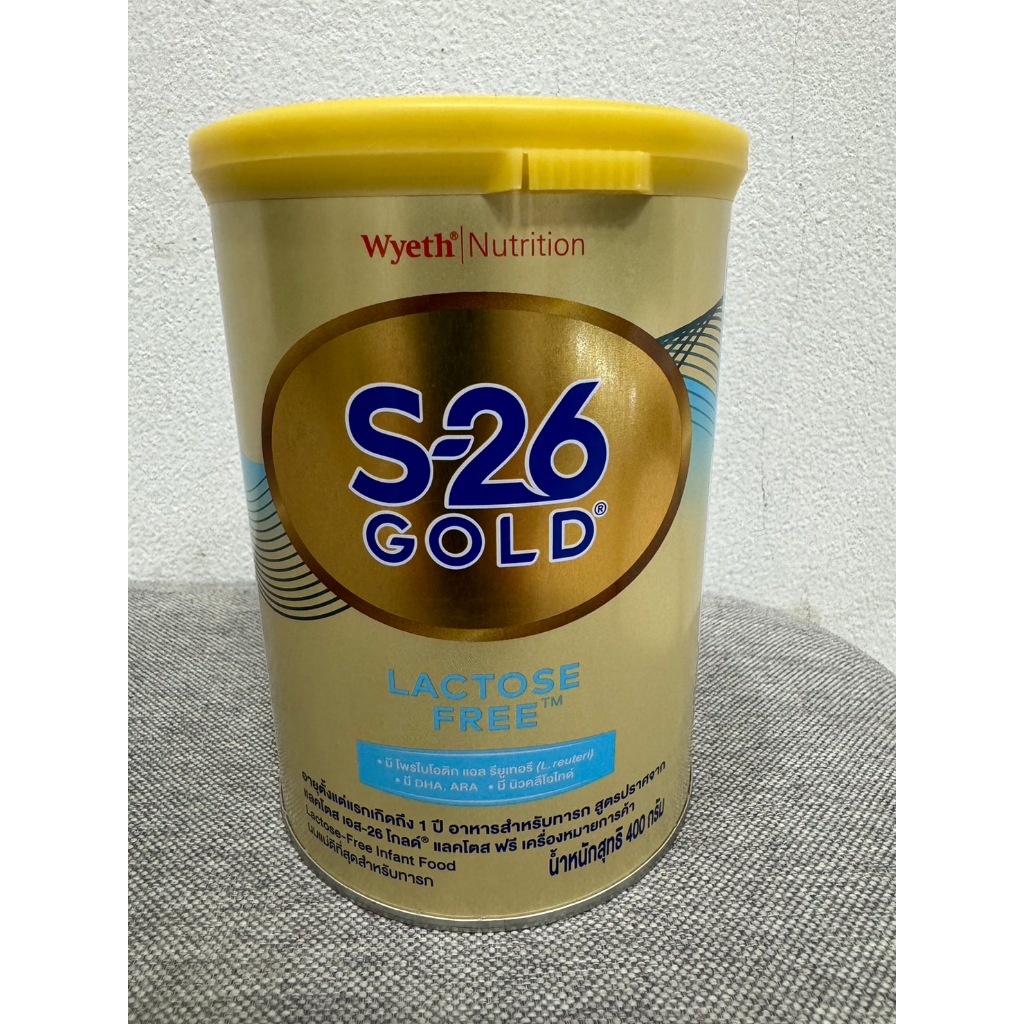 Wyeth® | Nutrition
S-26
GOLD®
LACTOSE
FREE™
• มี โพรไบโอติก แอล รียูเทอรี (L. reuteri)
• มี DHA, ARA • มี นิวคลีโอไทด์
อายุตั้งแต่แรกเกิดถึง 1 ปี อาหารสำหรับทารก สูตรปราศจาก
แลคโตส เอส-26 โกลด์® แลคโตส ฟรี เครื่องหมายการค้า
Lactose-Free Infant Food
นมแม่ดีที่สุดสำหรับทารก
น้ำหนักสุทธิ 400 กรัม